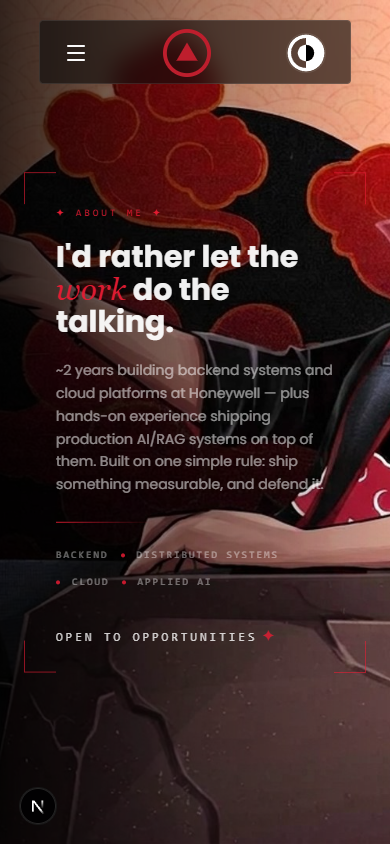 ✦ ABOUT ME ✦
I'd rather let the
work do the
talking.
~2 years building backend systems and
cloud platforms at Honeywell — plus
hands-on experience shipping
production AI/RAG systems on top of
them. Built on one simple rule: ship
something measurable, and defend it.
BACKEND • DISTRIBUTED SYSTEMS
• CLOUD • APPLIED AI
OPEN TO OPPORTUNITIES ✦
N